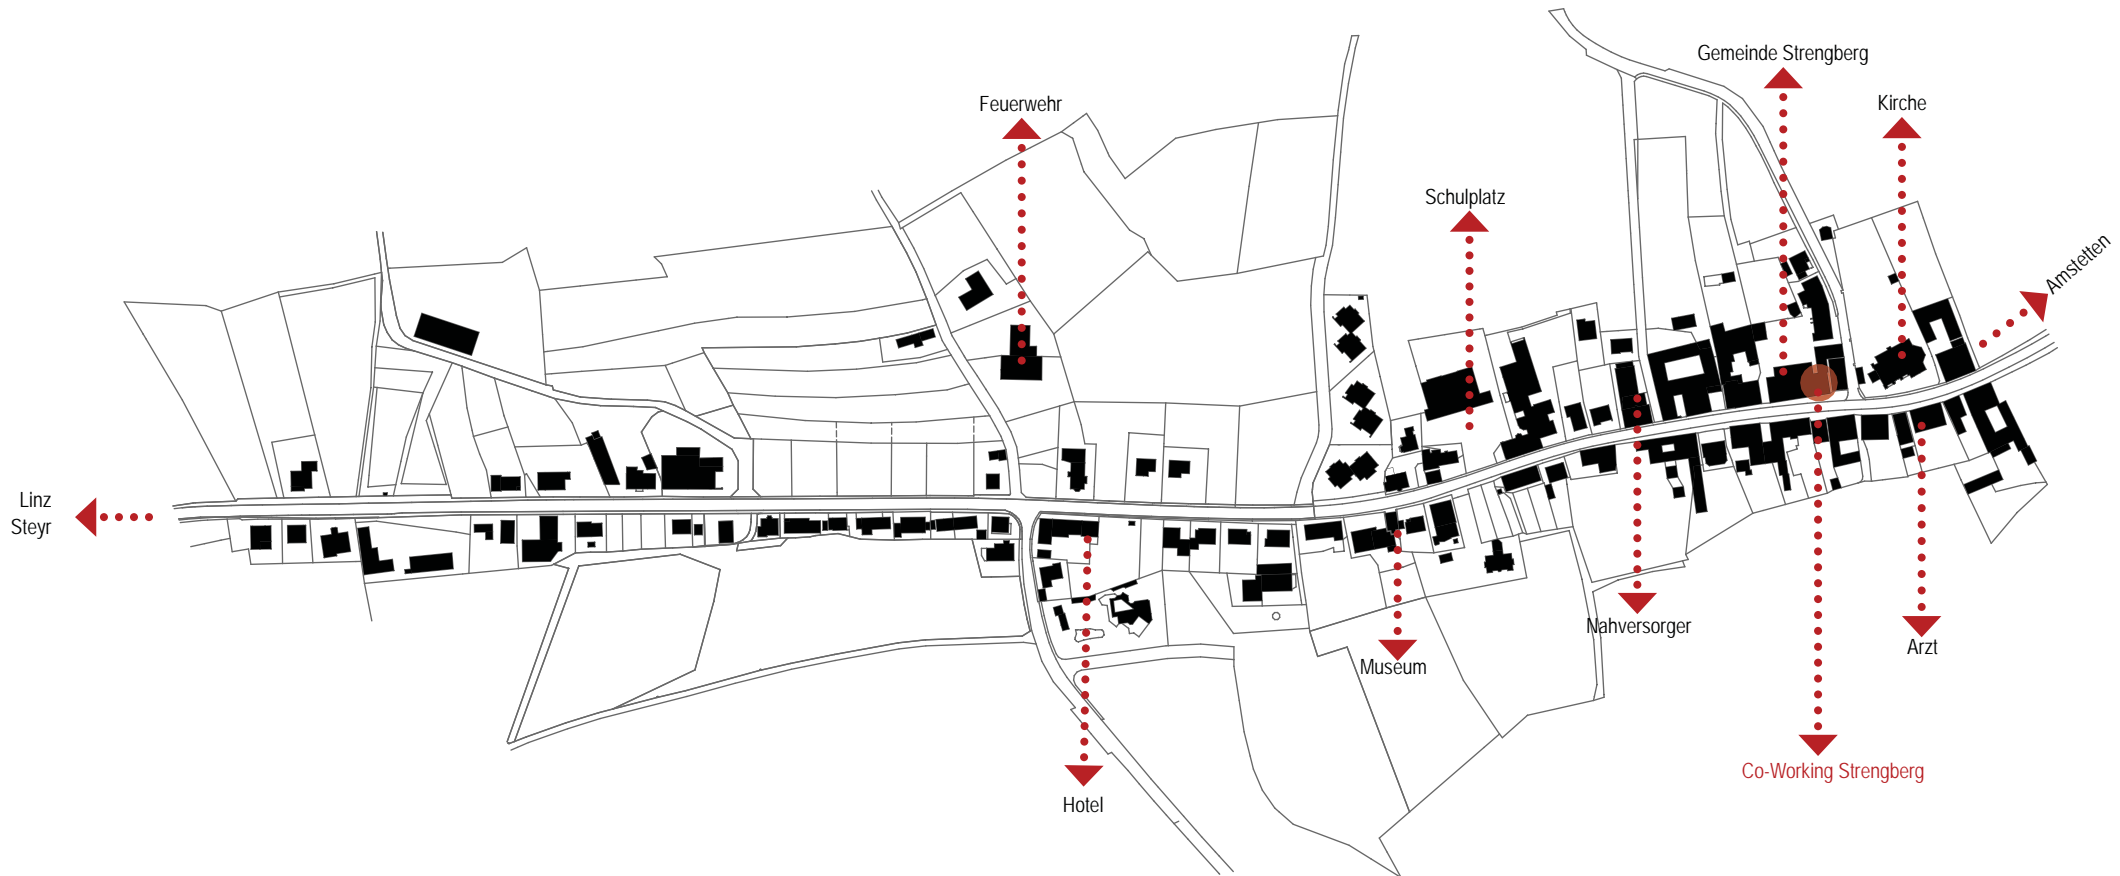 Gemeinde Strengberg
Feuerwehr
Kirche
Schulplatz
Amstetten
Linz
Steyr
Nahversorger
Arzt
Museum
Co-Working Strengberg
Hotel